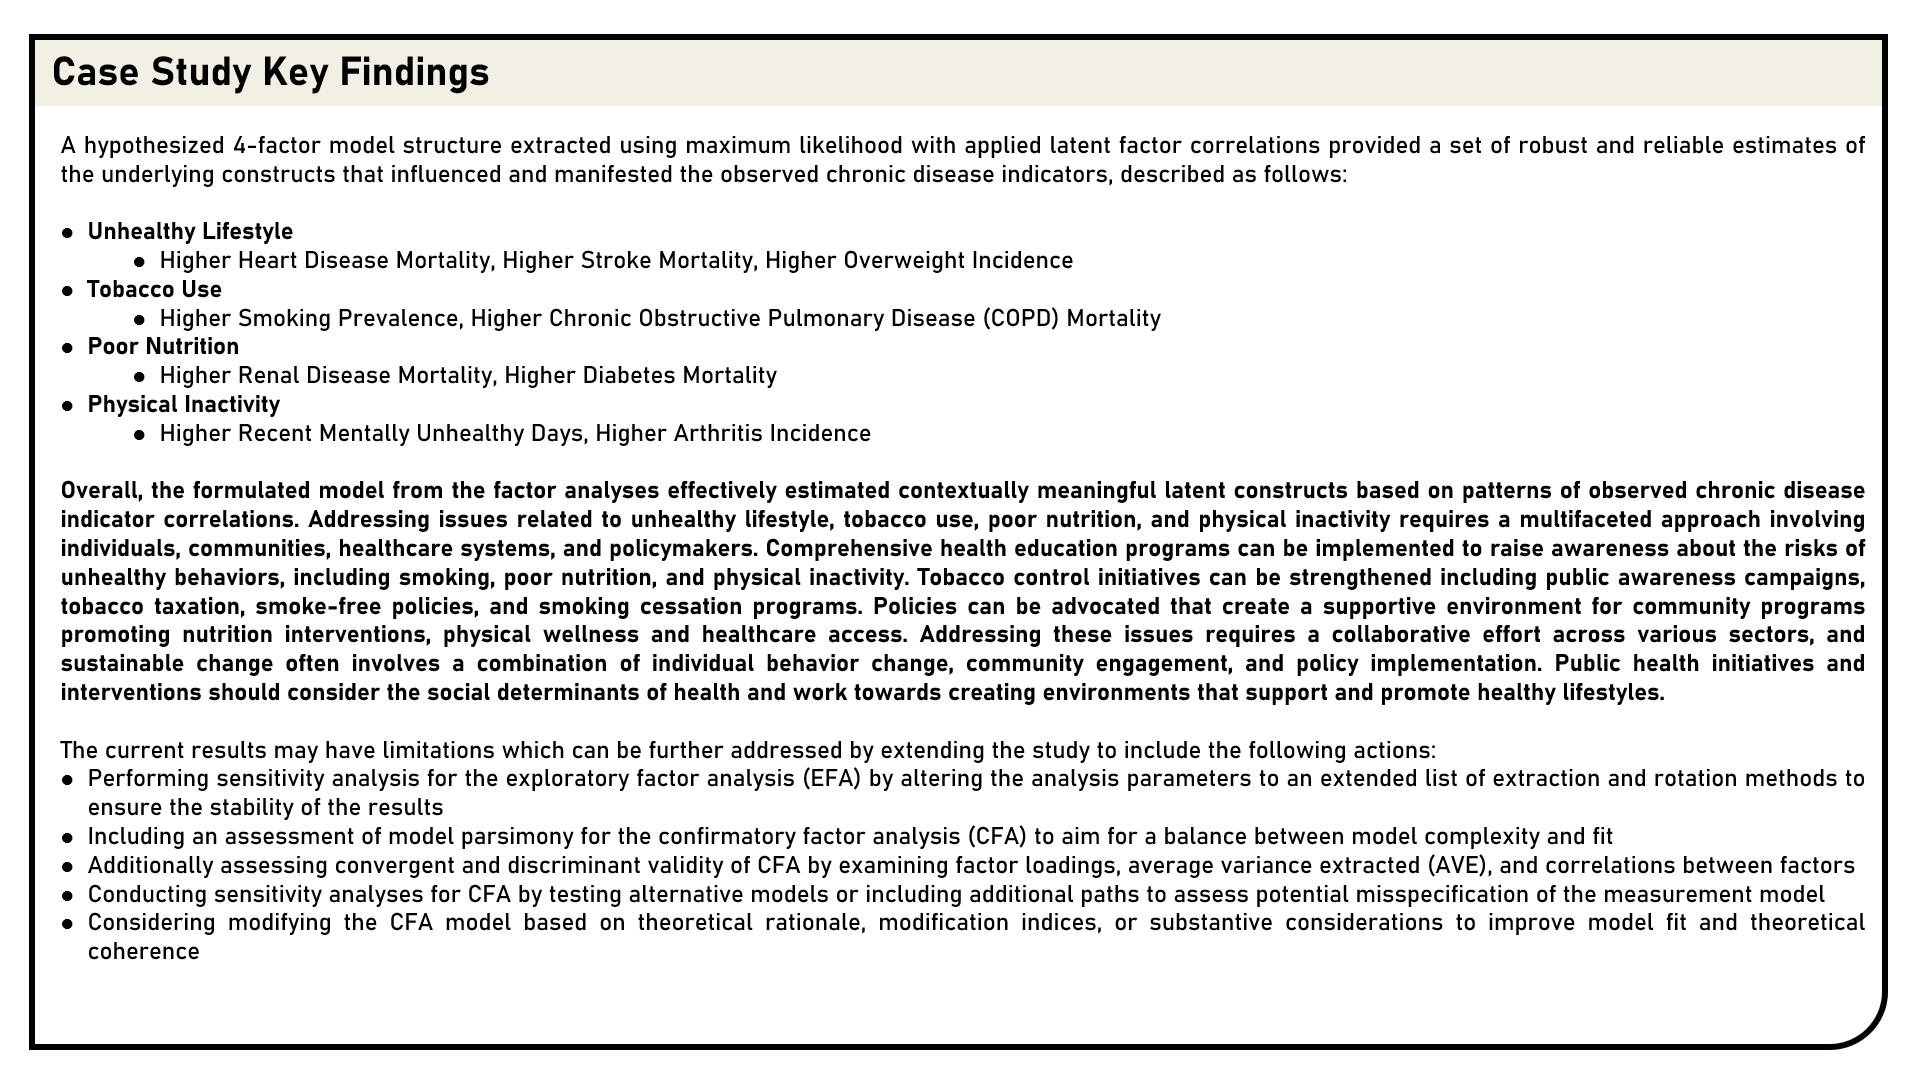 Case Study Key Findings
A hypothesized 4-factor model structure extracted using maximum likelihood with applied latent factor correlations provided a set of robust and reliable estimates of
the underlying constructs that influenced and manifested the observed chronic disease indicators, described as follows:
● Unhealthy Lifestyle
● Higher Heart Disease Mortality, Higher Stroke Mortality, Higher Overweight Incidence
● Tobacco Use
● Higher Smoking Prevalence, Higher Chronic Obstructive Pulmonary Disease (COPD) Mortality
● Poor Nutrition
● Higher Renal Disease Mortality, Higher Diabetes Mortality
● Physical Inactivity
● Higher Recent Mentally Unhealthy Days, Higher Arthritis Incidence
Overall, the formulated model from the factor analyses effectively estimated contextually meaningful latent constructs based on patterns of observed chronic disease
indicator correlations. Addressing issues related to unhealthy lifestyle, tobacco use, poor nutrition, and physical inactivity requires a multifaceted approach involving
individuals, communities, healthcare systems, and policymakers. Comprehensive health education programs can be implemented to raise awareness about the risks of
unhealthy behaviors, including smoking, poor nutrition, and physical inactivity. Tobacco control initiatives can be strengthened including public awareness campaigns,
tobacco taxation, smoke-free policies, and smoking cessation programs. Policies can be advocated that create a supportive environment for community programs
promoting nutrition interventions, physical wellness and healthcare access. Addressing these issues requires a collaborative effort across various sectors, and
sustainable change often involves a combination of individual behavior change, community engagement, and policy implementation. Public health initiatives and
interventions should consider the social determinants of health and work towards creating environments that support and promote healthy lifestyles.
The current results may have limitations which can be further addressed by extending the study to include the following actions:
● Performing sensitivity analysis for the exploratory factor analysis (EFA) by altering the analysis parameters to an extended list of extraction and rotation methods to
ensure the stability of the results
● Including an assessment of model parsimony for the confirmatory factor analysis (CFA) to aim for a balance between model complexity and fit
● Additionally assessing convergent and discriminant validity of CFA by examining factor loadings, average variance extracted (AVE), and correlations between factors
● Conducting sensitivity analyses for CFA by testing alternative models or including additional paths to assess potential misspecification of the measurement model
● Considering modifying the CFA model based on theoretical rationale, modification indices, or substantive considerations to improve model fit and theoretical
coherence